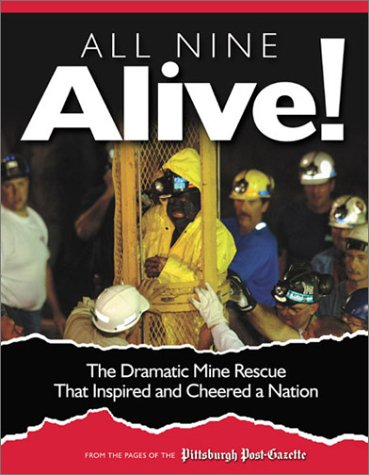 ALL NINE
Alive!
The Dramatic Mine Rescue
That Inspired and Cheered a Nation
FROM THE PAGES OF THE Pittsburgh Post-Gazette